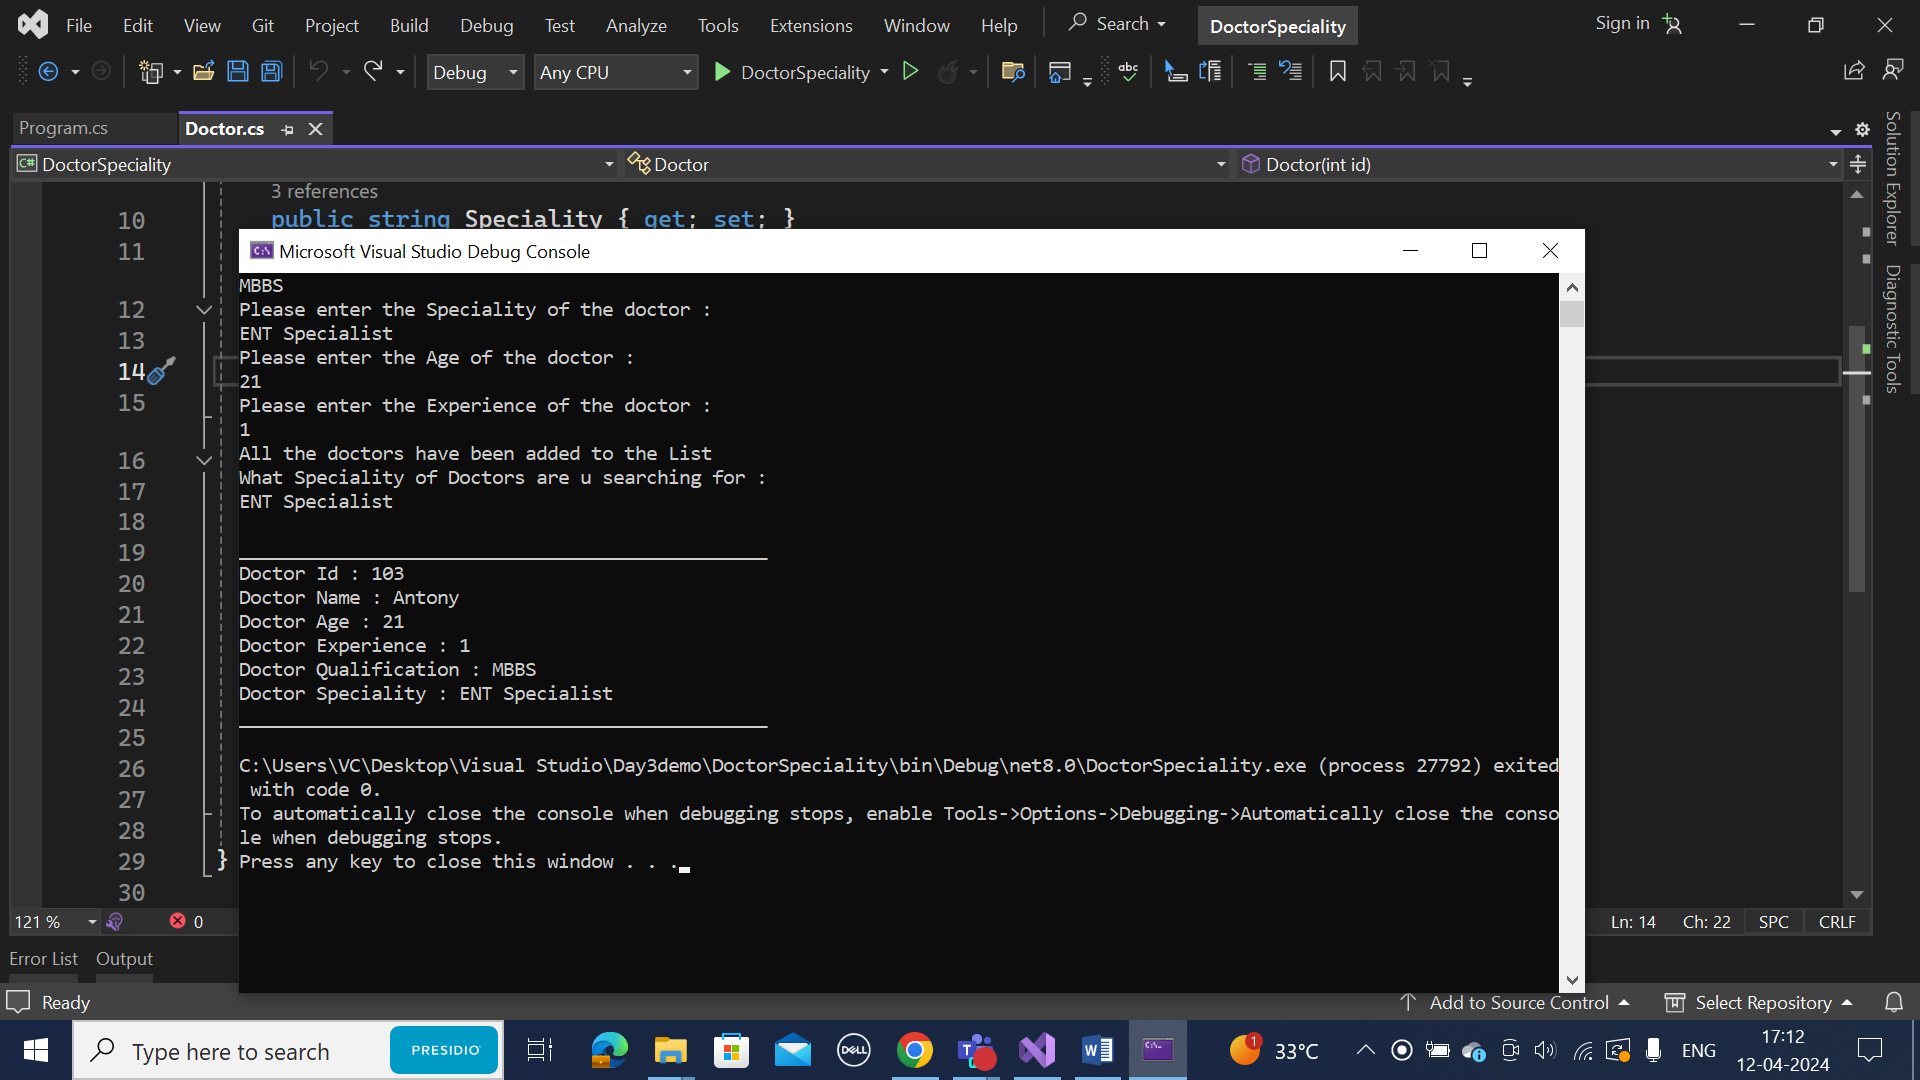 File Edit View Git Project Build Debug Test Analyze Tools Extensions Window Help Search DoctorSpeciality Sign in
Debug Any CPU DoctorSpeciality abc
Program.cs Doctor.cs
C# DoctorSpeciality Doctor Doctor(int id)
Solution Explorer
Diagnostic Tools
3 references
10 public string Speciality { get; set; }
11
12
13
14
15
16
17
18
19
20
21
22
23
24
25
26
27
28
29 }
30
Microsoft Visual Studio Debug Console
MBBS
Please enter the Speciality of the doctor :
ENT Specialist
Please enter the Age of the doctor :
21
Please enter the Experience of the doctor :
1
All the doctors have been added to the List
What Speciality of Doctors are u searching for :
ENT Specialist
________________________________________________
Doctor Id : 103
Doctor Name : Antony
Doctor Age : 21
Doctor Experience : 1
Doctor Qualification : MBBS
Doctor Speciality : ENT Specialist
________________________________________________
C:\Users\VC\Desktop\Visual Studio\Day3demo\DoctorSpeciality\bin\Debug\net8.0\DoctorSpeciality.exe (process 27792) exited
with code 0.
To automatically close the console when debugging stops, enable Tools->Options->Debugging->Automatically close the conso
le when debugging stops.
Press any key to close this window . . .
121 % 0 Ln: 14 Ch: 22 SPC CRLF
Error List Output
Ready Add to Source Control Select Repository
Type here to search PRESIDIO DELL 1 33°C ENG 17:12
12-04-2024